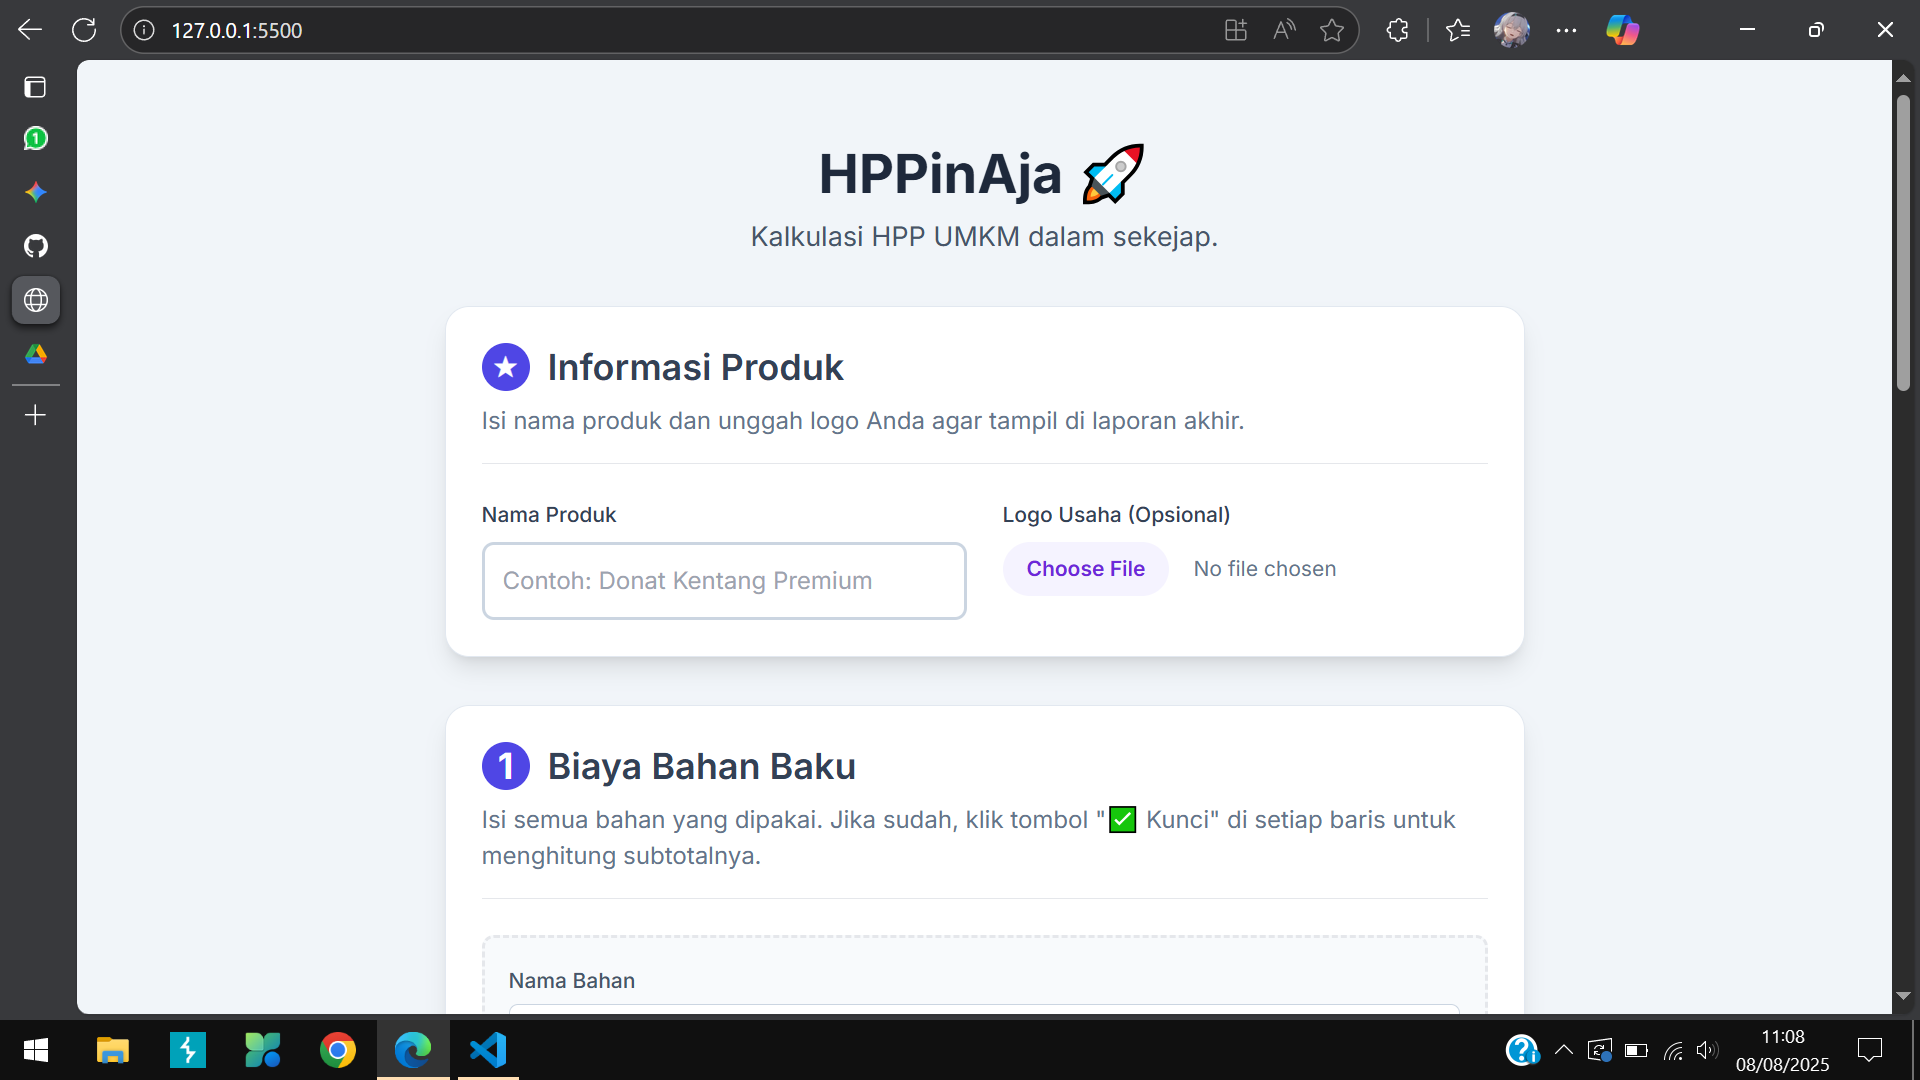 127.0.0.1:5500
1
HPPinAja 🚀
Kalkulasi HPP UMKM dalam sekejap.
Informasi Produk
Isi nama produk dan unggah logo Anda agar tampil di laporan akhir.
Nama Produk
Logo Usaha (Opsional)
Contoh: Donat Kentang Premium
Choose File
No file chosen
1 Biaya Bahan Baku
Isi semua bahan yang dipakai. Jika sudah, klik tombol "✅ Kunci" di setiap baris untuk
menghitung subtotalnya.
Nama Bahan
11:08
08/08/2025